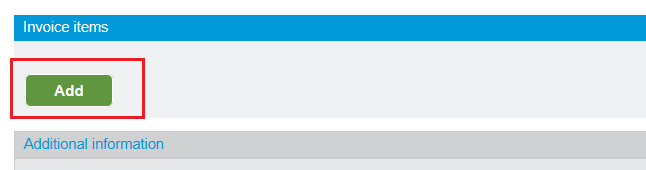 Invoice items
Add
Additional information